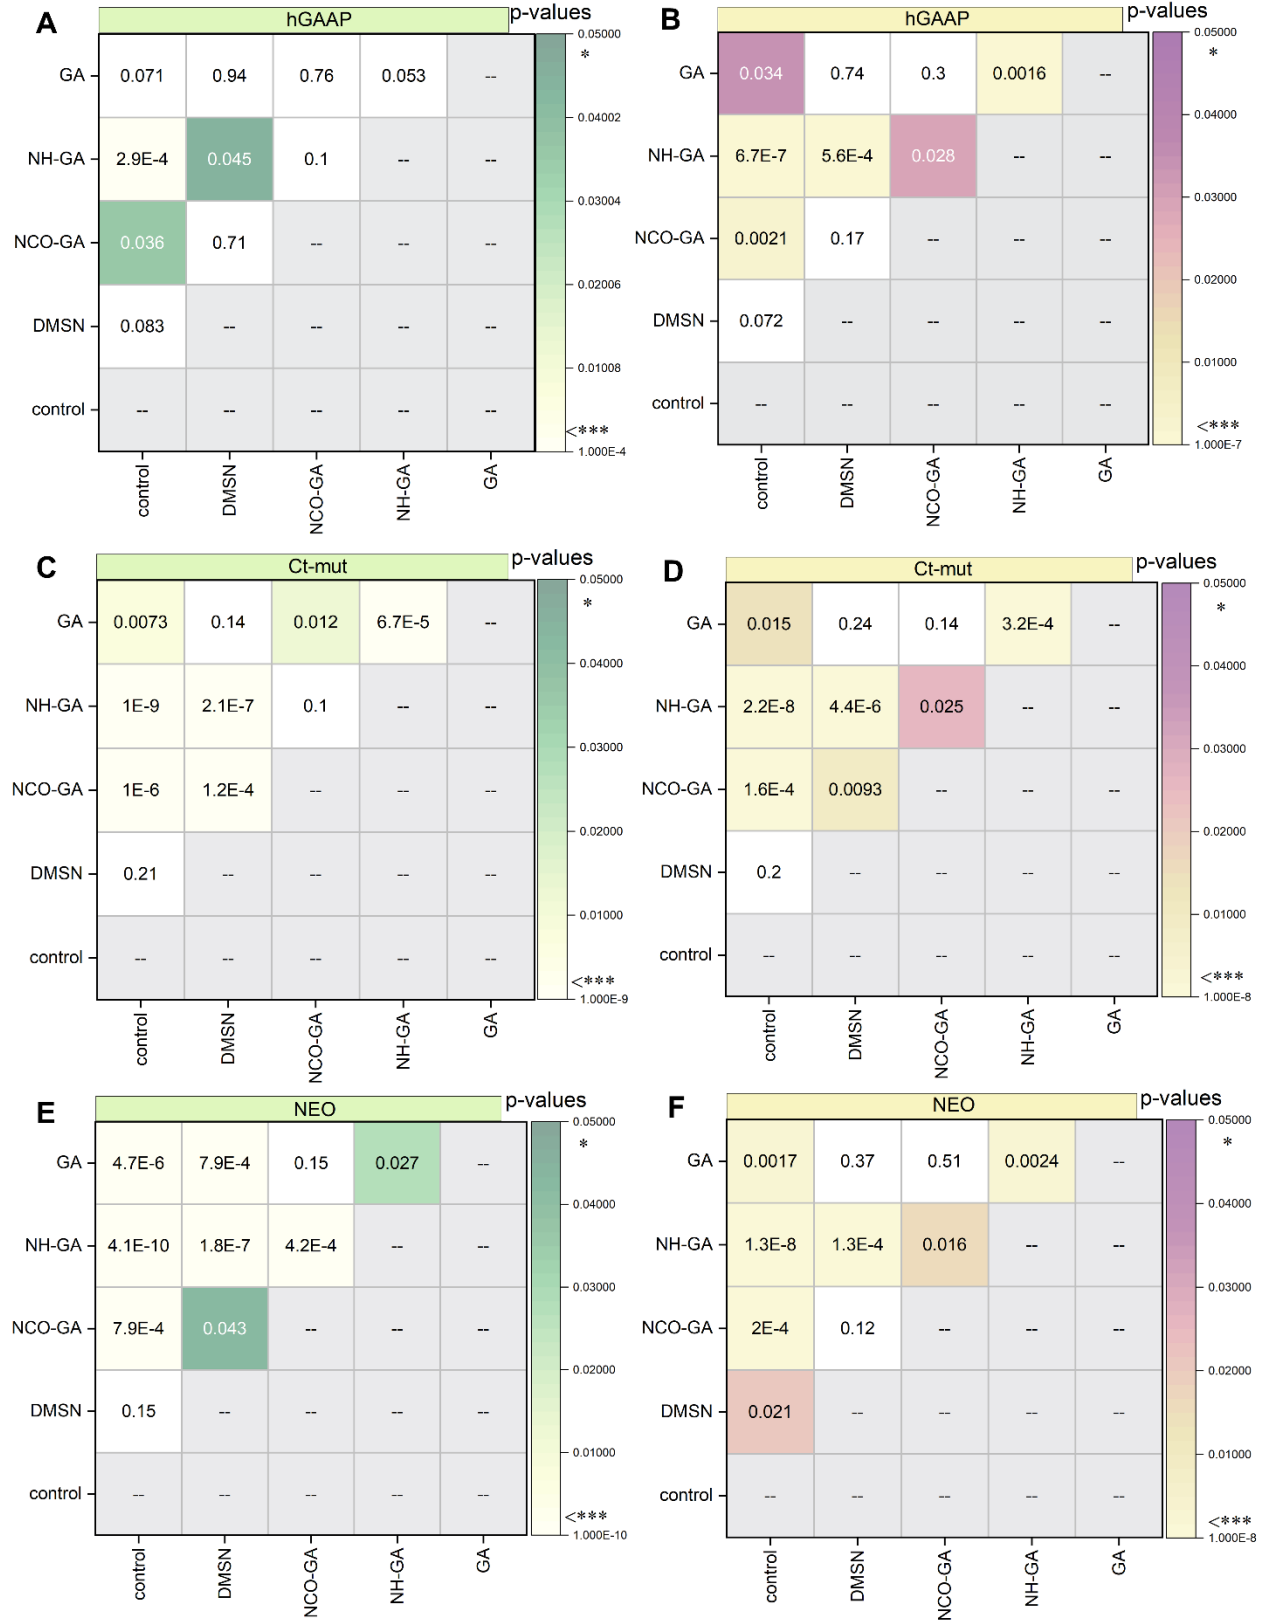 A
hGAAP
p-values
GA
0.071 0.94 0.76 0.053 --
NH-GA
2.9E-4 0.045 0.1 -- --
NCO-GA
0.036 0.71 -- -- --
DMSN
0.083 -- -- -- --
control
-- -- -- -- --
control DMSN NCO-GA NH-GA GA
0.05000
*
0.04002
0.03004
0.02006
0.01008
<***
1.000E-4
B
hGAAP
p-values
GA
0.034 0.74 0.3 0.0016 --
NH-GA
6.7E-7 5.6E-4 0.028 -- --
NCO-GA
0.0021 0.17 -- -- --
DMSN
0.072 -- -- -- --
control
-- -- -- -- --
control DMSN NCO-GA NH-GA GA
0.05000
*
0.04000
0.03000
0.02000
0.01000
<***
1.000E-7
C
Ct-mut
p-values
GA
0.0073 0.14 0.012 6.7E-5 --
NH-GA
1E-9 2.1E-7 0.1 -- --
NCO-GA
1E-6 1.2E-4 -- -- --
DMSN
0.21 -- -- -- --
control
-- -- -- -- --
control DMSN NCO-GA NH-GA GA
0.05000
*
0.04000
0.03000
0.02000
0.01000
<***
1.000E-9
D
Ct-mut
p-values
GA
0.015 0.24 0.14 3.2E-4 --
NH-GA
2.2E-8 4.4E-6 0.025 -- --
NCO-GA
1.6E-4 0.0093 -- -- --
DMSN
0.2 -- -- -- --
control
-- -- -- -- --
control DMSN NCO-GA NH-GA GA
0.05000
*
0.04000
0.03000
0.02000
0.01000
<***
1.000E-8
E
NEO
p-values
GA
4.7E-6 7.9E-4 0.15 0.027 --
NH-GA
4.1E-10 1.8E-7 4.2E-4 -- --
NCO-GA
7.9E-4 0.043 -- -- --
DMSN
0.15 -- -- -- --
control
-- -- -- -- --
control DMSN NCO-GA NH-GA GA
0.05000
*
0.04000
0.03000
0.02000
0.01000
<***
1.000E-10
F
NEO
p-values
GA
0.0017 0.37 0.51 0.0024 --
NH-GA
1.3E-8 1.3E-4 0.016 -- --
NCO-GA
2E-4 0.12 -- -- --
DMSN
0.021 -- -- -- --
control
-- -- -- -- --
control DMSN NCO-GA NH-GA GA
0.05000
*
0.04000
0.03000
0.02000
0.01000
<***
1.000E-8